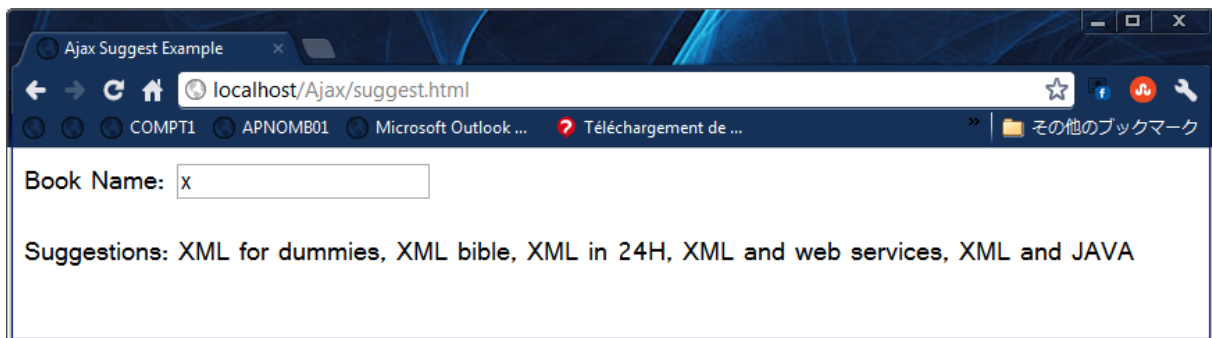 Ajax Suggest Example
localhost/Ajax/suggest.html
COMPT1 APNOMB01 Microsoft Outlook ... Téléchargement de ... » その他のブックマーク
Book Name: x
Suggestions: XML for dummies, XML bible, XML in 24H, XML and web services, XML and JAVA